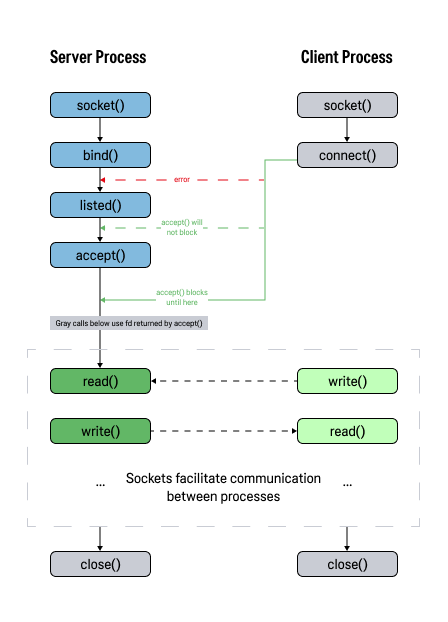 Server Process
Client Process
socket()
socket()
bind()
connect()
error
listed()
accept() will
not block
accept()
accept() blocks
until here
Gray calls below use fd returned by accept()
read()
write()
write()
read()
... Sockets facilitate communication ...
between processes
close()
close()